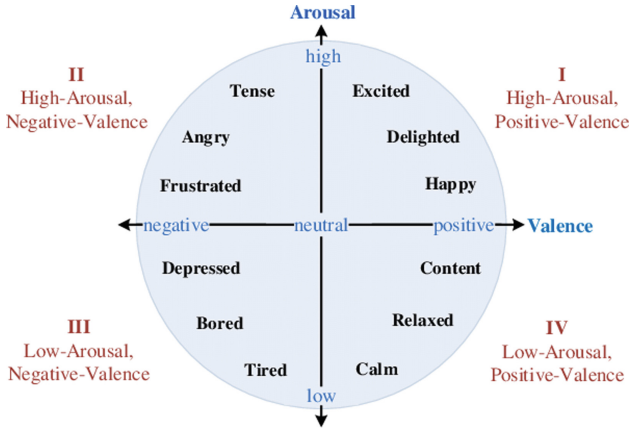 Arousal
high
II
High-Arousal,
Negative-Valence
I
High-Arousal,
Positive-Valence
Tense
Excited
Angry
Delighted
Frustrated
Happy
negative
neutral
positive
Valence
Depressed
Content
Bored
Relaxed
III
Low-Arousal,
Negative-Valence
IV
Low-Arousal,
Positive-Valence
Tired
Calm
low